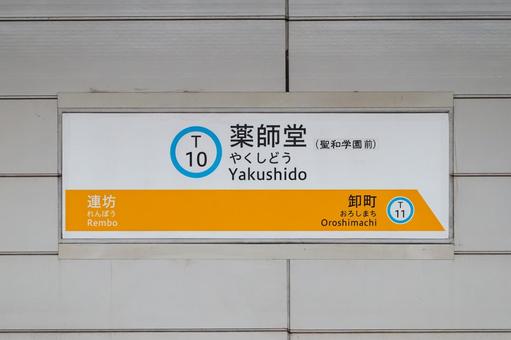 T
10
薬師堂 (聖和学園前)
やくしどう
Yakushido
連坊
れんぼう
Rembo
卸町
おろしまち
Oroshimachi
T
11